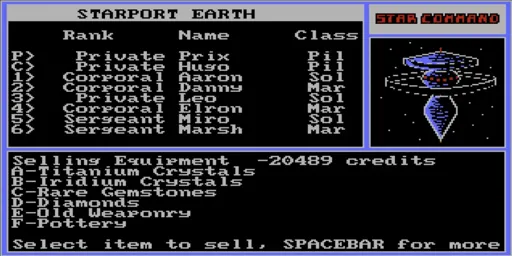 STARPORT EARTH
STAR COMMAND
Rank Name Class
P> Private Prix Pil
C> Private Hugo Pil
1> Corporal Aaron Sol
2> Corporal Danny Mar
3> Private Leo Sol
4> Corporal Elron Mar
5> Sergeant Miro Sol
6> Sergeant Marsh Mar
Selling Equipment -20489 credits
A-Titanium Crystals
B-Iridium Crystals
C-Rare Gemstones
D-Diamonds
E-Old Weaponry
F-Pottery
Select item to sell, SPACEBAR for more